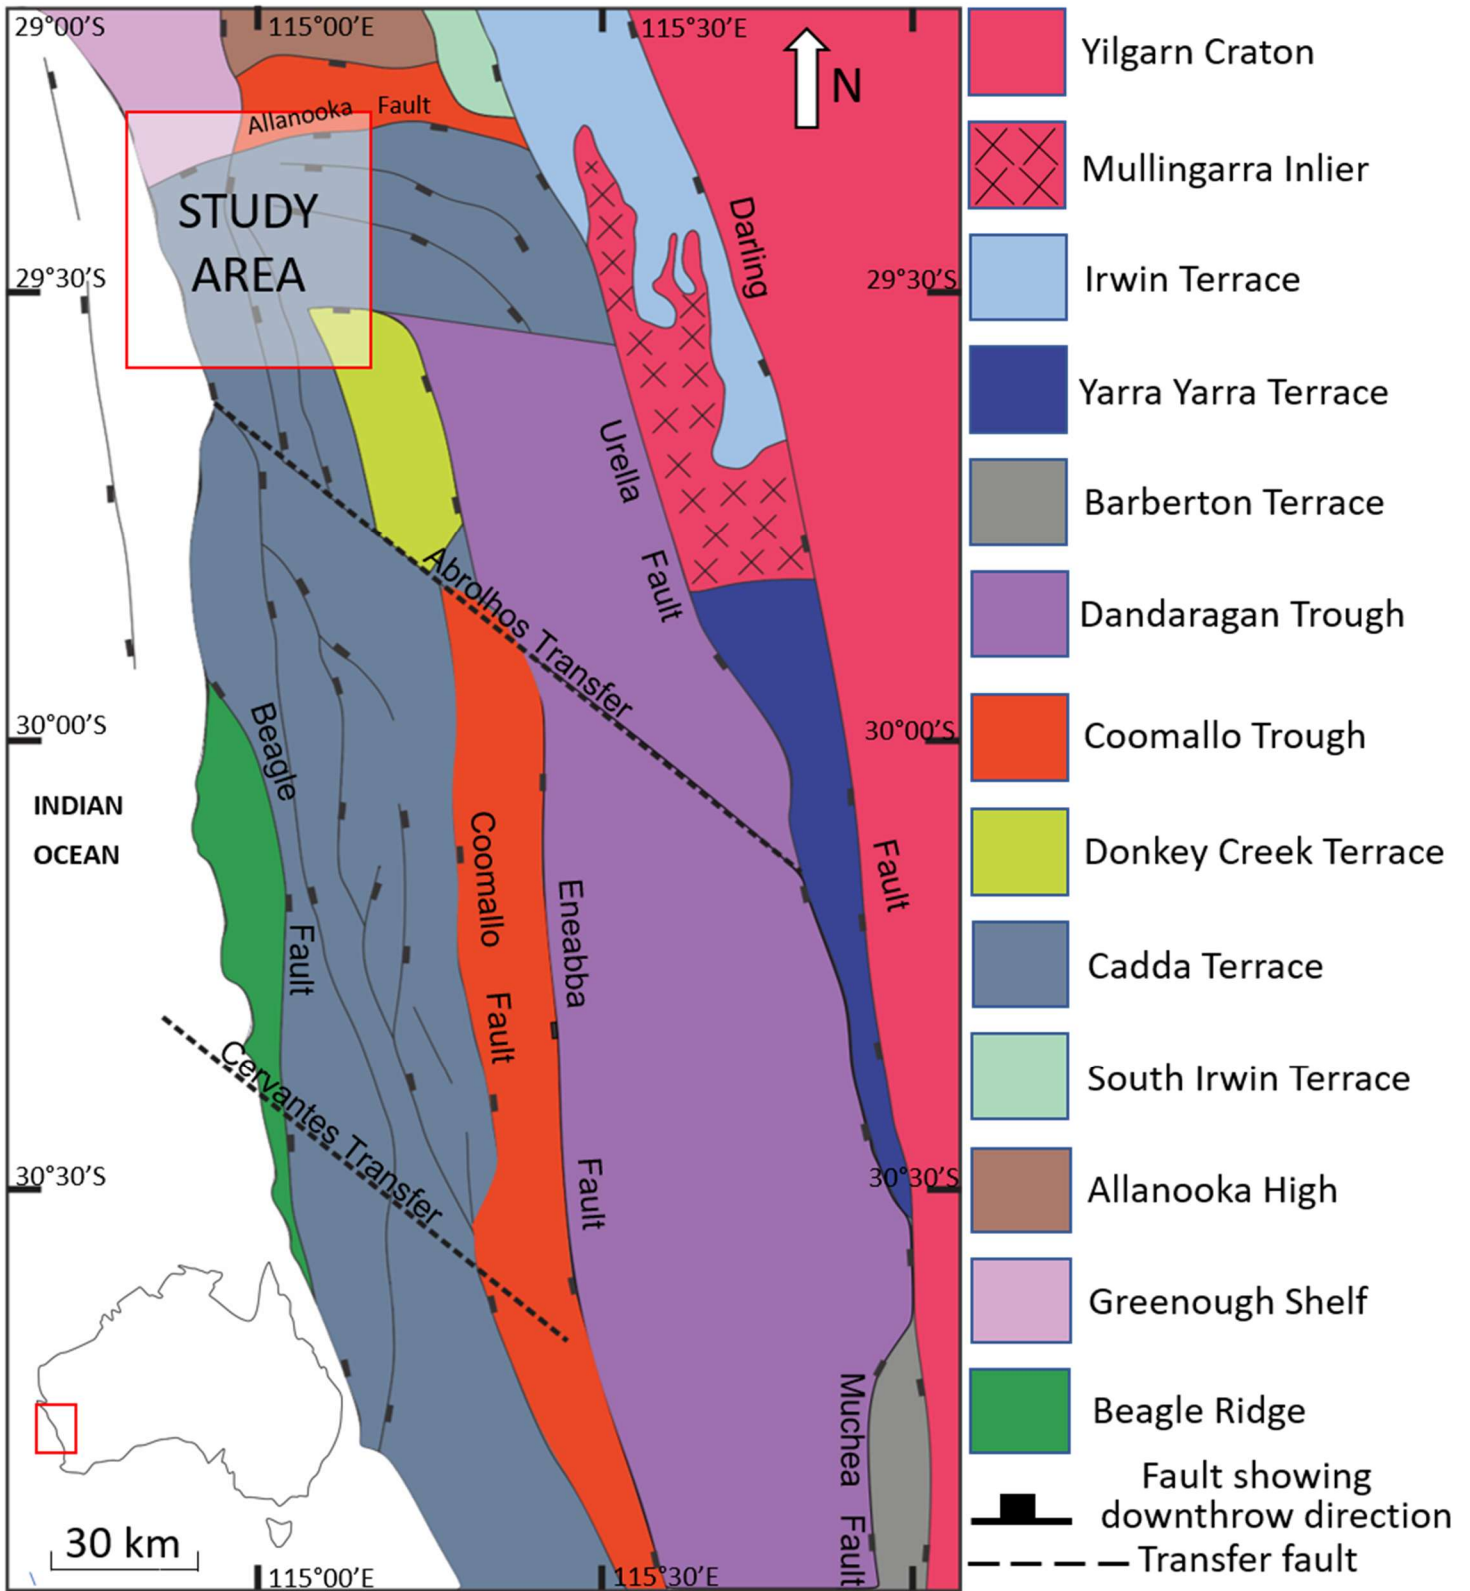 29°00’S
115°00’E
115°30’E
N
Allanooka Fault
STUDY
AREA
Darling
29°30’S
29°30’S
Urella
Fault
Abrolhos Transfer
30°00’S
30°00’S
Beagle
INDIAN
OCEAN
Coomallo
Fault
Eneabba
Fault
Fault
Fault
Cervantes Transfer
30°30’S
30°30’S
Muchea Fault
30 km
115°00’E
115°30’E
Yilgarn Craton
Mullingarra Inlier
Irwin Terrace
Yarra Yarra Terrace
Barberton Terrace
Dandaragan Trough
Coomallo Trough
Donkey Creek Terrace
Cadda Terrace
South Irwin Terrace
Allanooka High
Greenough Shelf
Beagle Ridge
Fault showing
downthrow direction
Transfer fault